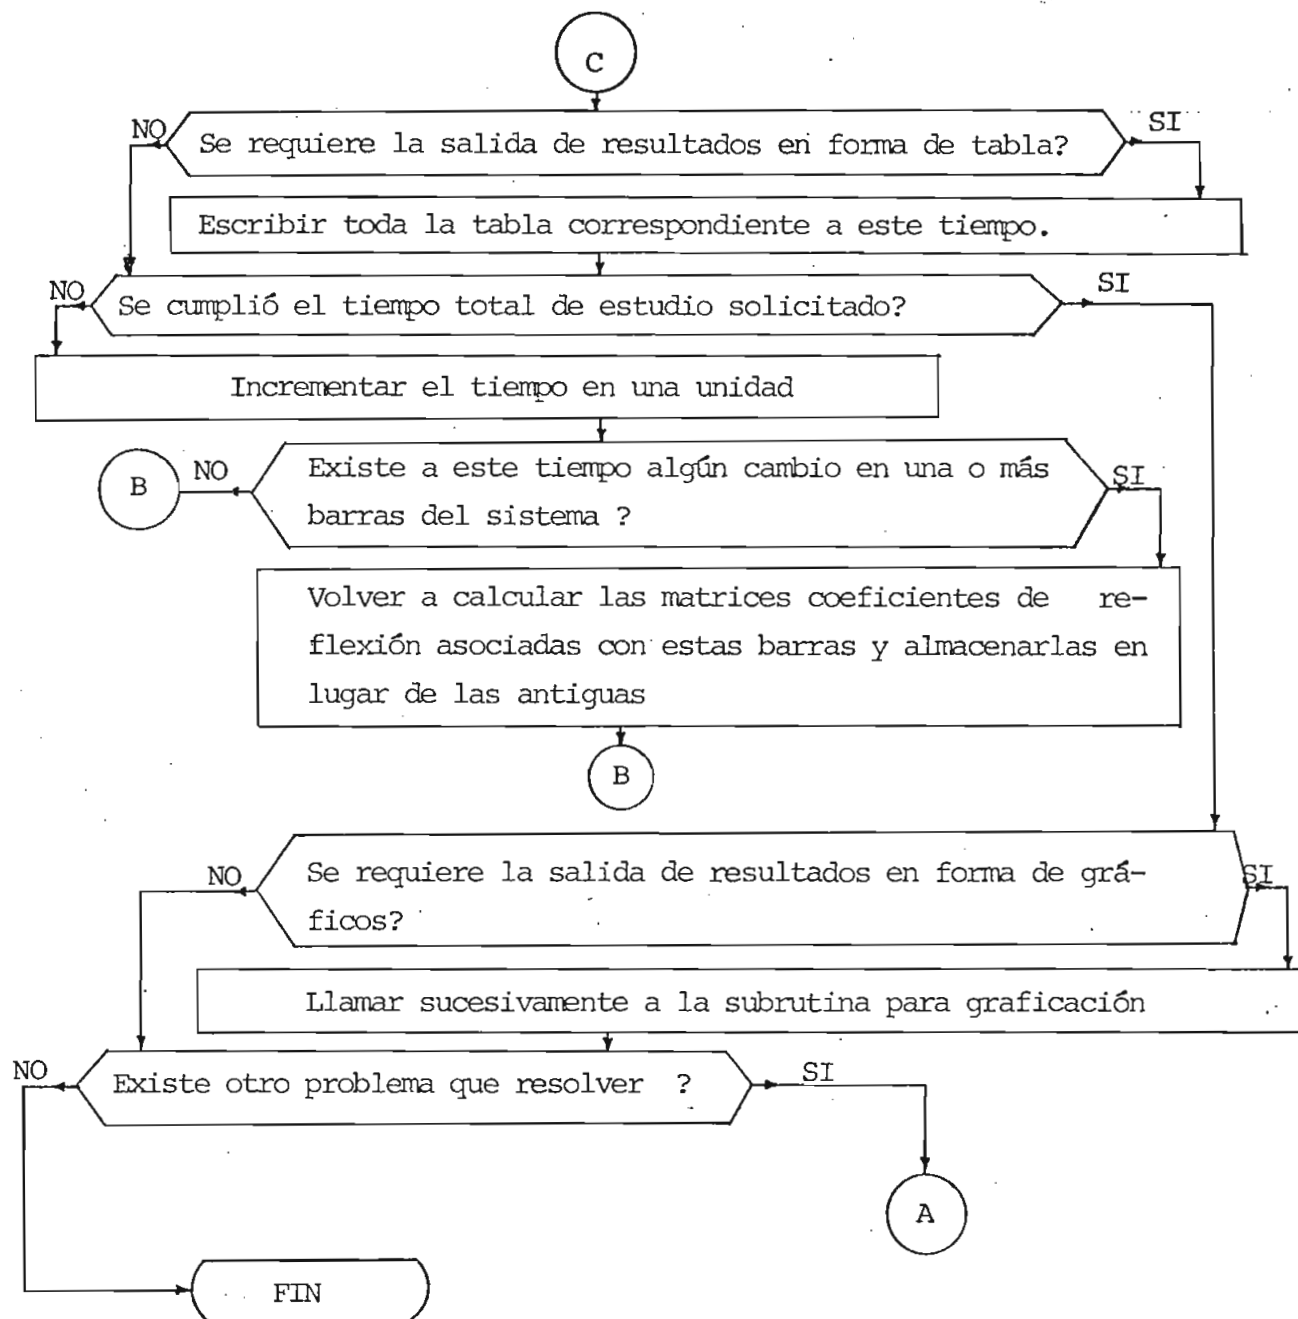 C
NO
SI
Se requiere la salida de resultados en forma de tabla?
Escribir toda la tabla correspondiente a este tiempo.
NO
SI
Se cumplió el tiempo total de estudio solicitado?
Incrementar el tiempo en una unidad
B
NO
Existe a este tiempo algún cambio en una o más
SI
barras del sistema ?
Volver a calcular las matrices coeficientes de re-
flexión asociadas con estas barras y almacenarlas en
lugar de las antiguas
B
NO
Se requiere la salida de resultados en forma de grá-
SI
ficos?
Llamar sucesivamente a la subrutina para graficación
NO
Existe otro problema que resolver ?
SI
A
FIN